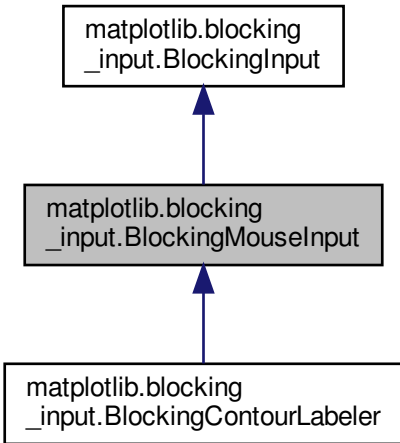 matplotlib.blocking
_input.BlockingInput
matplotlib.blocking
_input.BlockingMouseInput
matplotlib.blocking
_input.BlockingContourLabeler